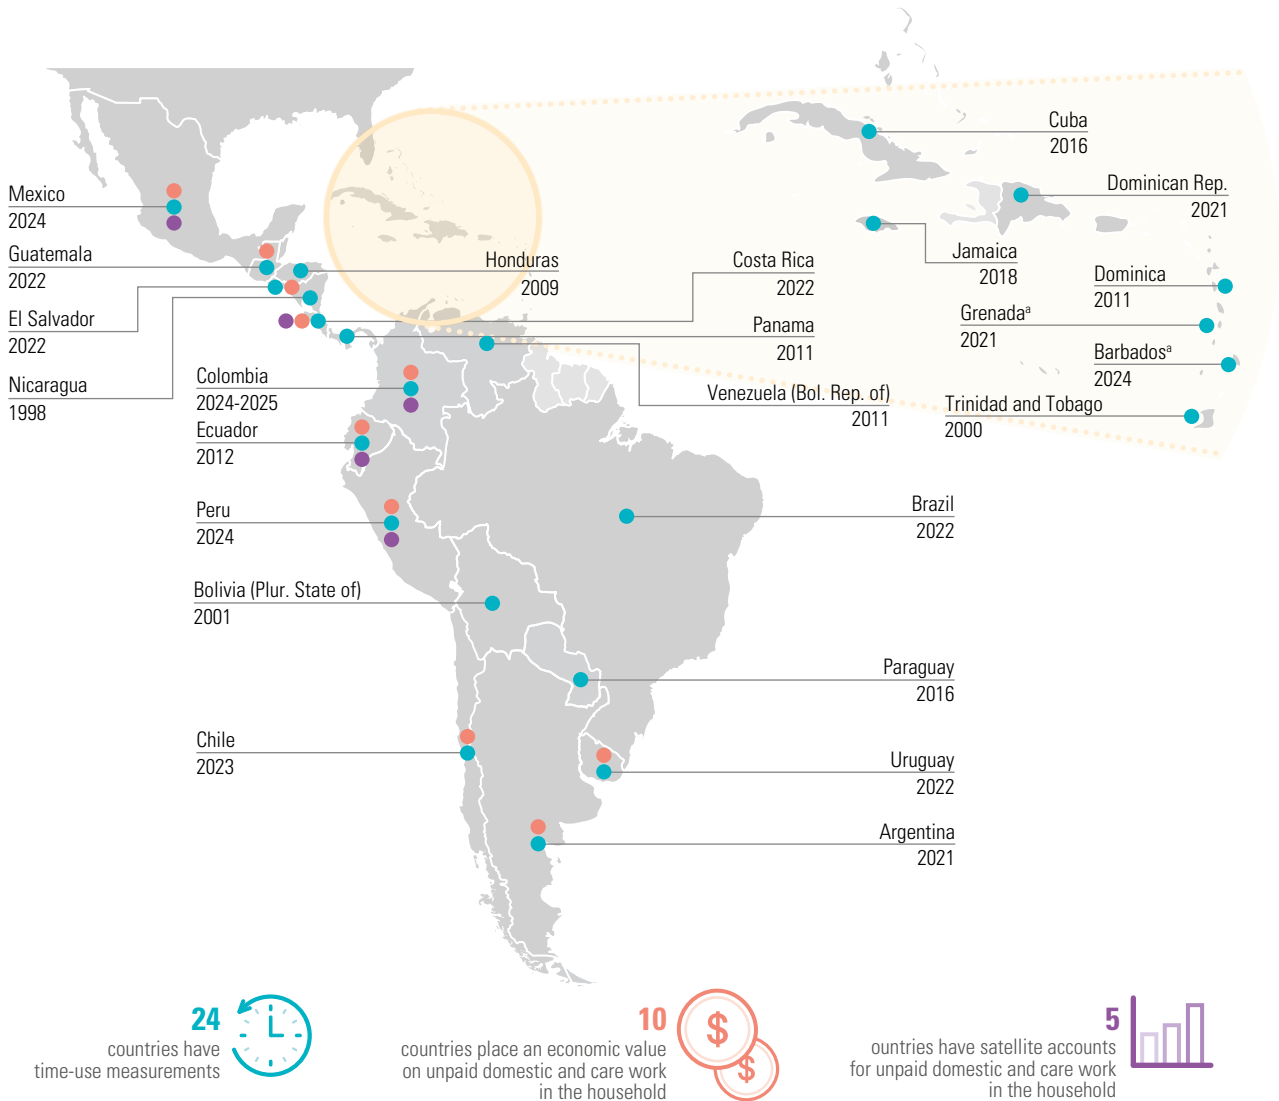 Cuba
2016
Dominican Rep.
2021
Mexico
2024
Jamaica
2018
Guatemala
2022
Honduras
2009
Costa Rica
2022
Dominica
2011
El Salvador
2022
Panama
2011
Grenadaᵃ
2021
Barbadosᵃ
2024
Nicaragua
1998
Colombia
2024-2025
Venezuela (Bol. Rep. of)
2011
Trinidad and Tobago
2000
Ecuador
2012
Peru
2024
Brazil
2022
Bolivia (Plur. State of)
2001
Paraguay
2016
Chile
2023
Uruguay
2022
Argentina
2021
24
countries have
time-use measurements
10
countries place an economic value
on unpaid domestic and care work
in the household
$
$
5
ountries have satellite accounts
for unpaid domestic and care work
in the household